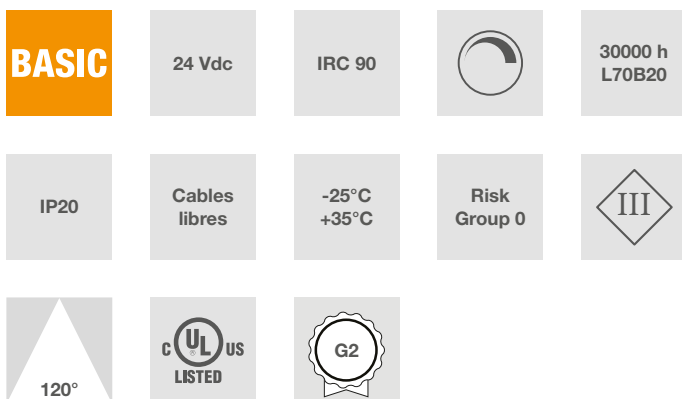 BASIC
24 Vdc
IRC 90
30000 h
L70B20
IP20
Cables
libres
-25°C
+35°C
Risk
Group 0
III
120°
C UL® US
LISTED
G2